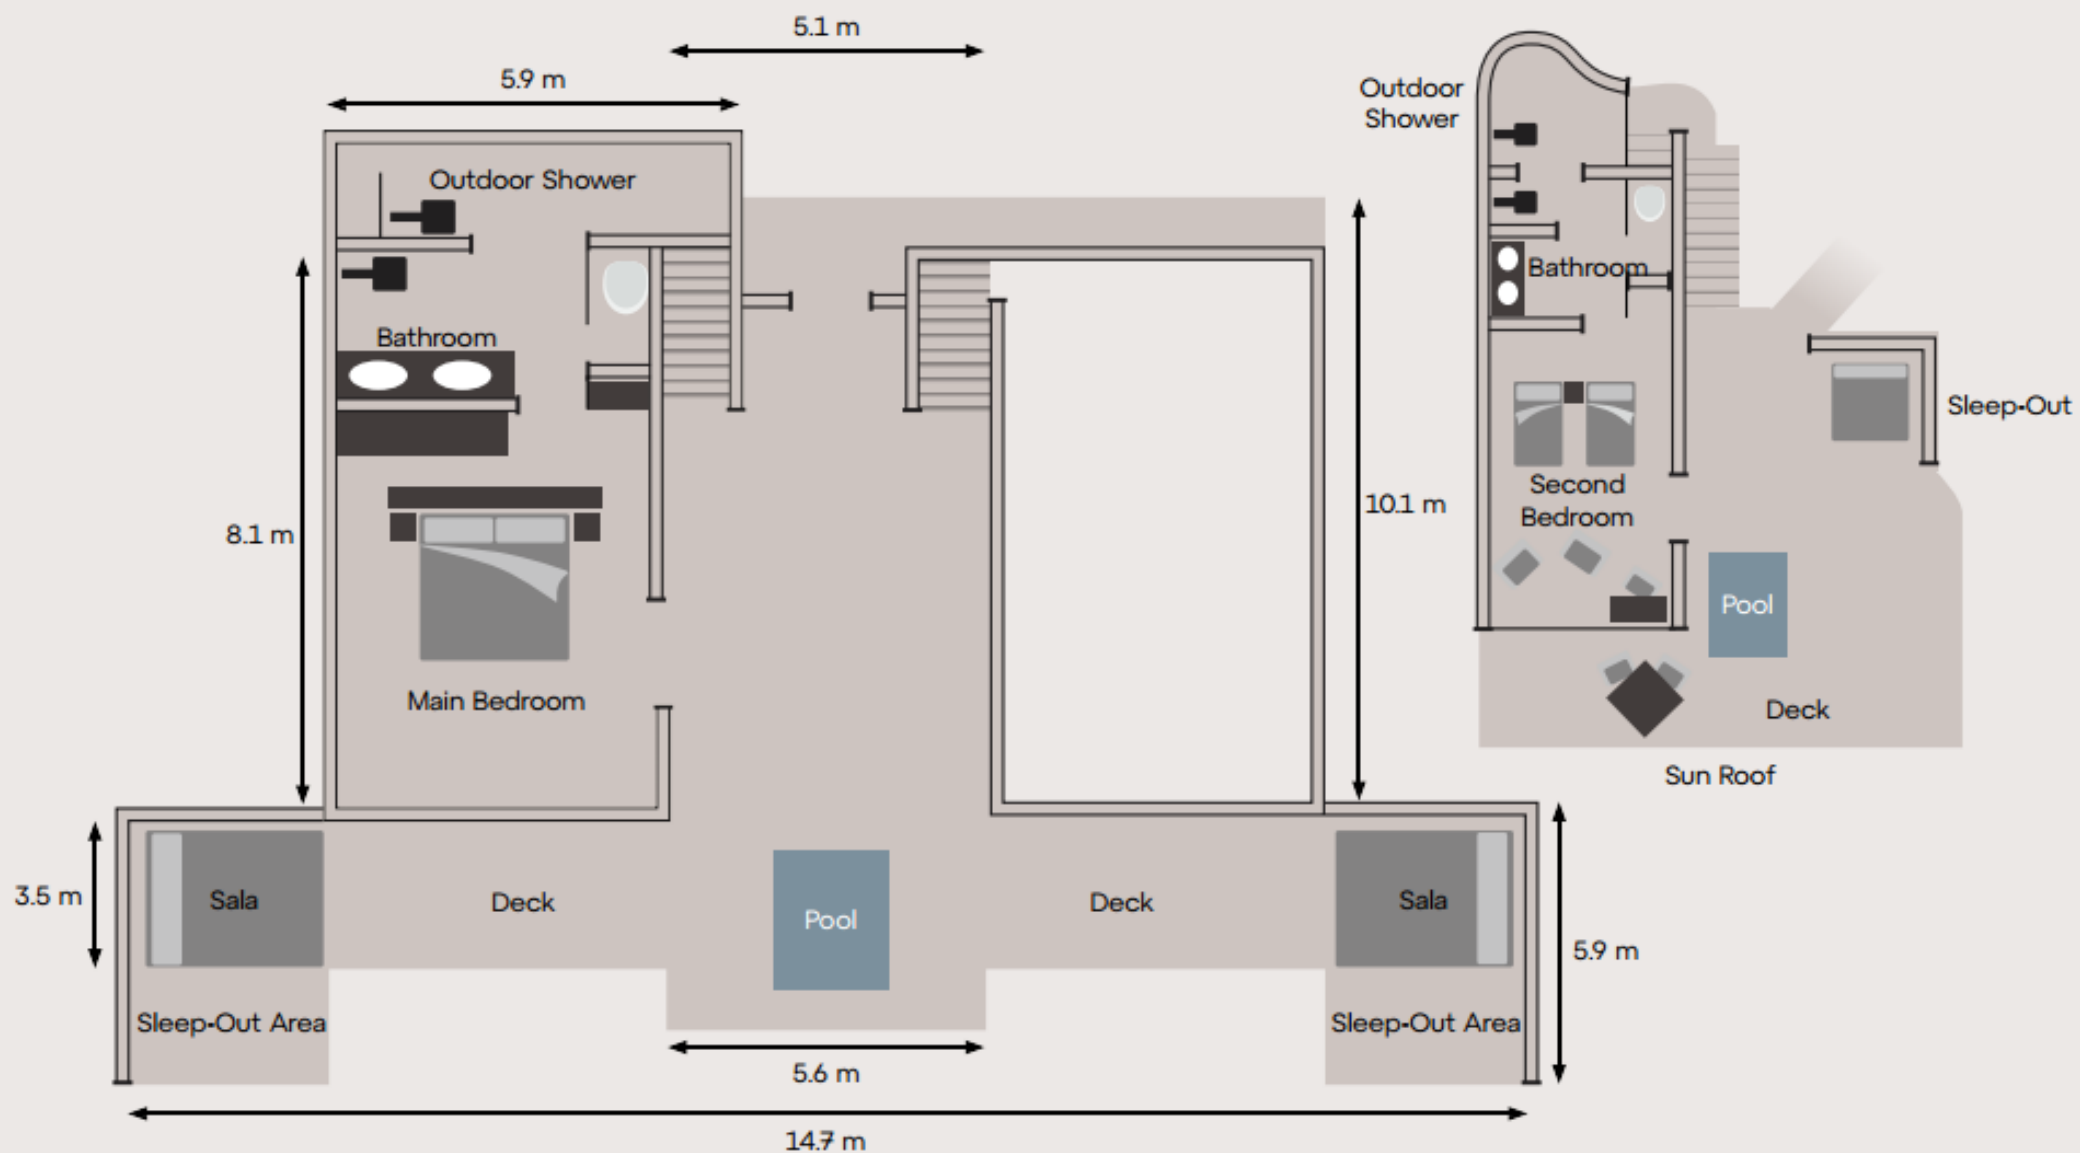 5.1 m
5.9 m
Outdoor Shower
Bathroom
8.1 m
Main Bedroom
10.1 m
3.5 m
Sala
Deck
Pool
Deck
Sala
5.9 m
Sleep-Out Area
Sleep-Out Area
5.6 m
14.7 m
Outdoor
Shower
Bathroom
Sleep-Out
Second
Bedroom
Pool
Deck
Sun Roof